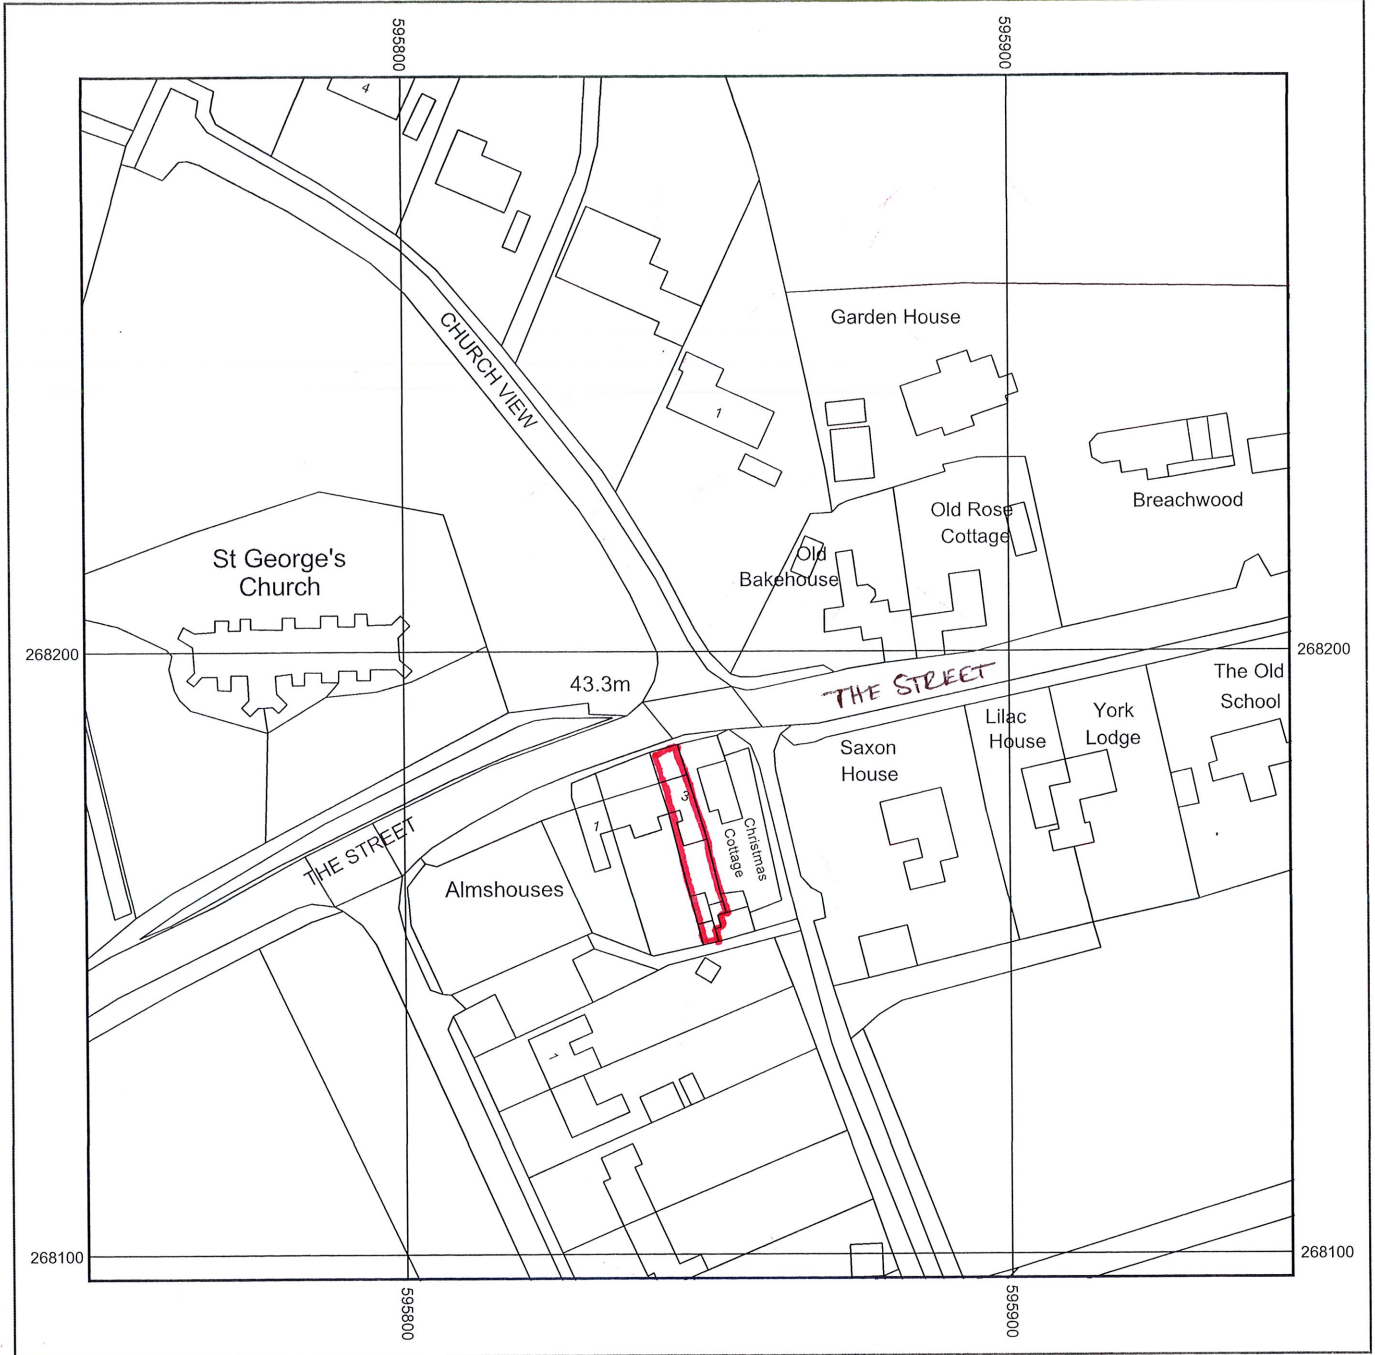 595800
595900
4
CHURCH VIEW
Garden House
1
Breachwood
Old Rose
Cottage
Old
Bakehouse
St George's
Church
268200
268200
43.3m
THE STREET
The Old
School
Lilac
House
York
Lodge
Saxon
House
3
1
Christmas
Cottage
THE STREET
Almshouses
1
268100
268100
595800
595900